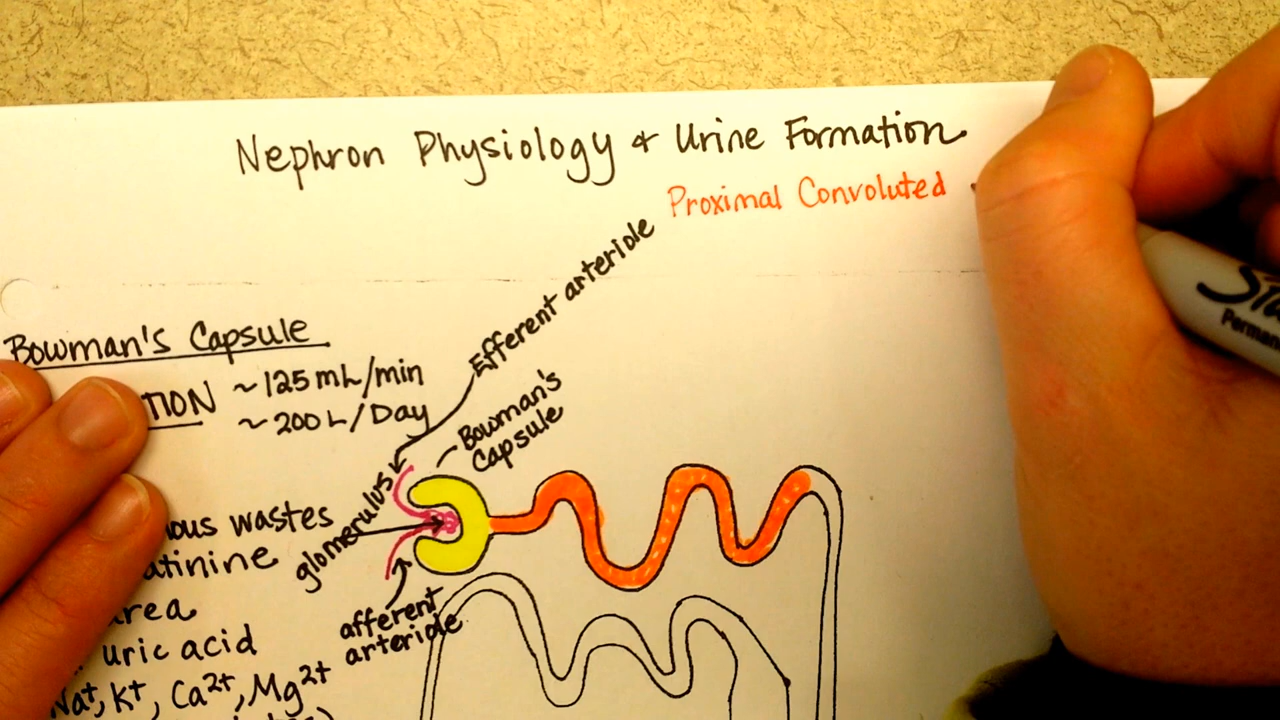 Nephron Physiology & Urine Formation
Proximal Convoluted
Efferent arteriole
Bowman's Capsule
~125 mL/min
~200 L/Day
Bowman's
Capsule
glomerulus
wastes
afferent
arteriole
uric acid
Na⁺, K⁺, Ca²⁺, Mg²⁺